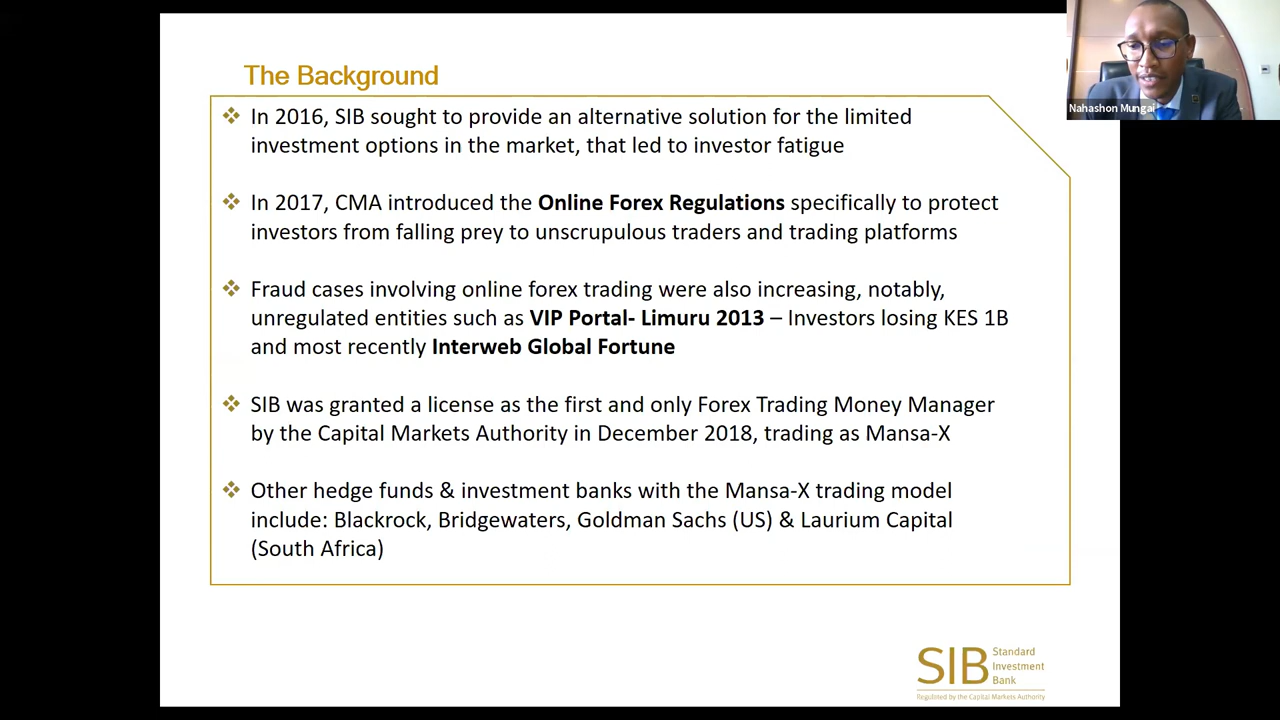 The Background
In 2016, SIB sought to provide an alternative solution for the limited
investment options in the market, that led to investor fatigue
In 2017, CMA introduced the Online Forex Regulations specifically to protect
investors from falling prey to unscrupulous traders and trading platforms
Fraud cases involving online forex trading were also increasing, notably,
unregulated entities such as VIP Portal- Limuru 2013 – Investors losing KES 1B
and most recently Interweb Global Fortune
SIB was granted a license as the first and only Forex Trading Money Manager
by the Capital Markets Authority in December 2018, trading as Mansa-X
Other hedge funds & investment banks with the Mansa-X trading model
include: Blackrock, Bridgewaters, Goldman Sachs (US) & Laurium Capital
(South Africa)
Nahashon Mungai
SIB Standard
Investment
Bank
Regulated by the Capital Markets Authority